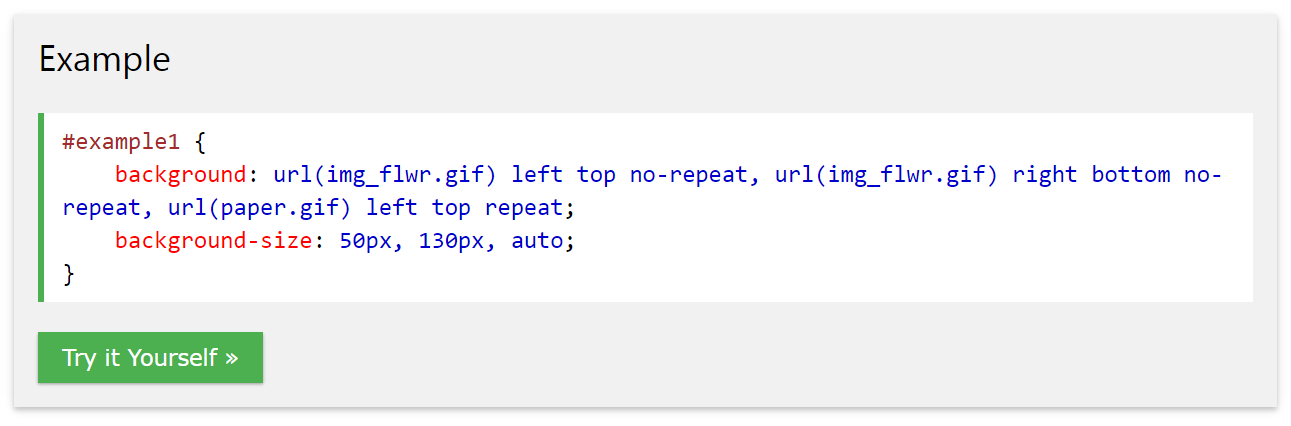 Example
#example1 {
    background: url(img_flwr.gif) left top no-repeat, url(img_flwr.gif) right bottom no-
repeat, url(paper.gif) left top repeat;
    background-size: 50px, 130px, auto;
}
Try it Yourself »